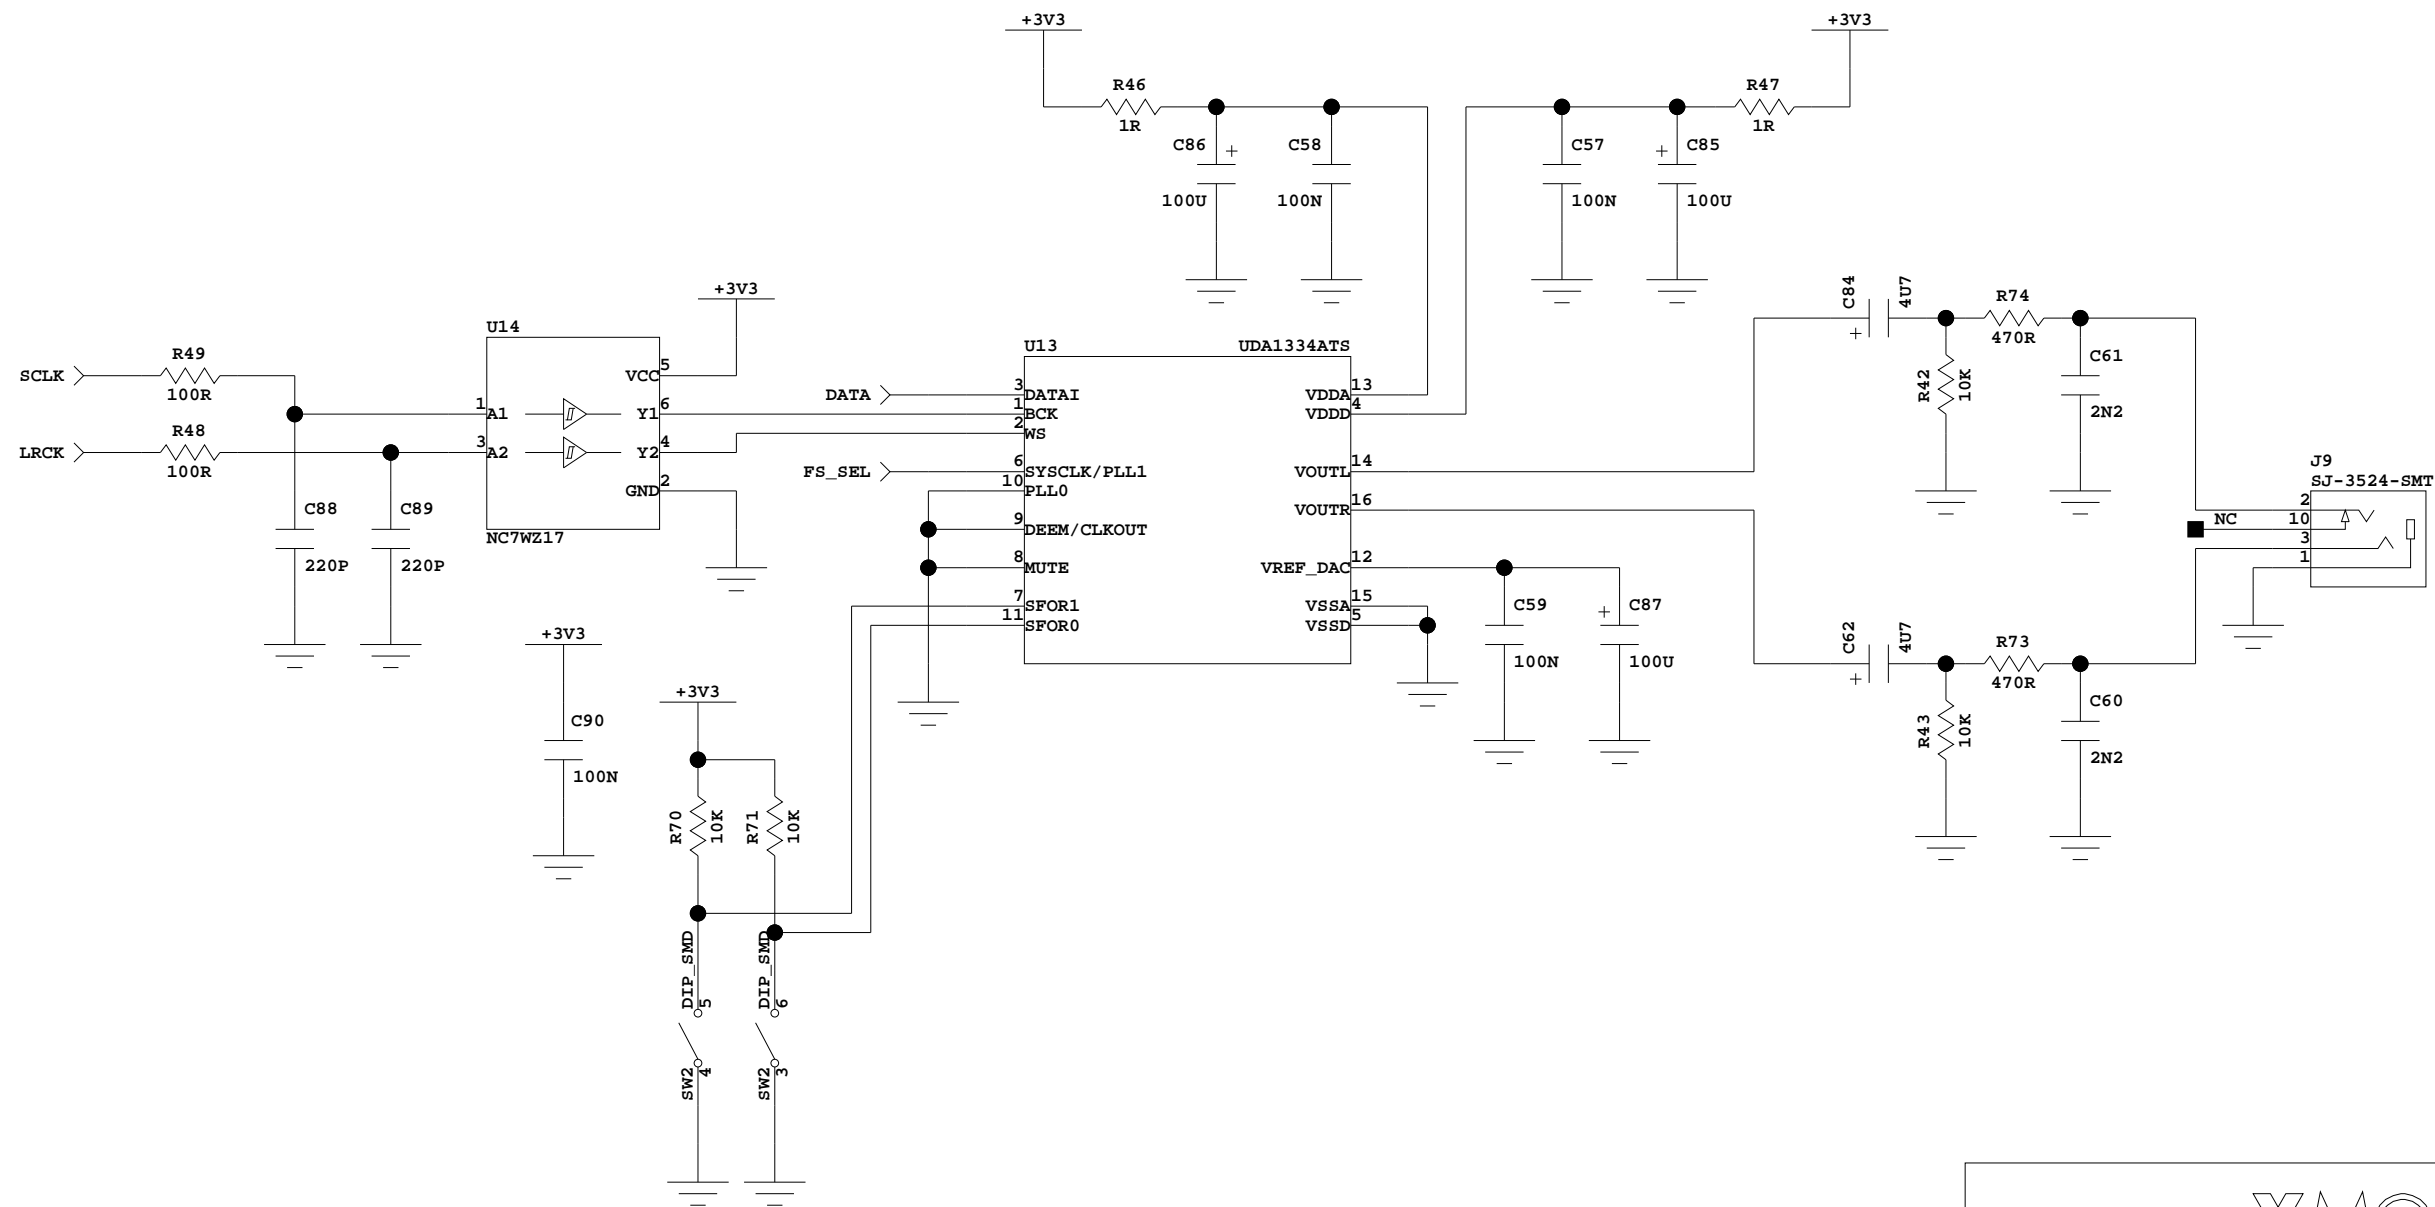 +3V3
+3V3
R46
1R
R47
1R
C86
+
100U
C58
100N
C57
100N
+
C85
100U
+3V3
U14
VCC
5
1
A1
Y1
6
3
A2
Y2
4
GND
2
NC7WZ17
SCLK
R49
100R
LRCK
R48
100R
C88
220P
C89
220P
+3V3
C90
100N
U13
UDA1334ATS
DATA
3
DATAI
1
BCK
2
WS
FS_SEL
6
SYSCLK/PLL1
10
PLL0
9
DEEM/CLKOUT
8
MUTE
7
SFOR1
11
SFOR0
VDDA
13
VDDD
4
VOUTL
14
VOUTR
16
VREF_DAC
12
VSSA
15
VSSD
5
C59
100N
+
C87
100U
C84
4U7
+
R74
470R
R42
10K
C61
2N2
J9
SJ-3524-SMT
2
NC
10
3
1
C62
4U7
+
R73
470R
R43
10K
C60
2N2
+3V3
R70
10K
R71
10K
DIP_SMD
5
DIP_SMD
6
SW2
4
SW2
3